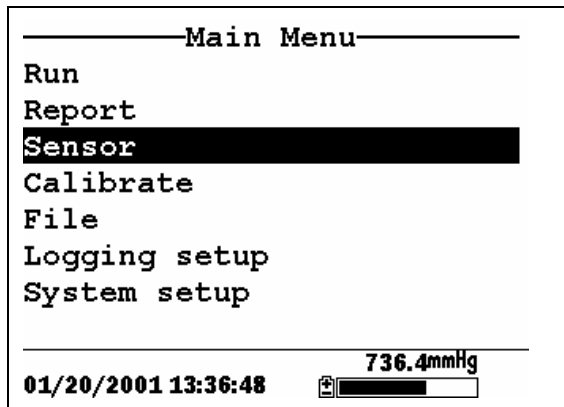 Main Menu
Run
Report
Sensor
Calibrate
File
Logging setup
System setup
736.4mmHg
01/20/2001 13:36:48